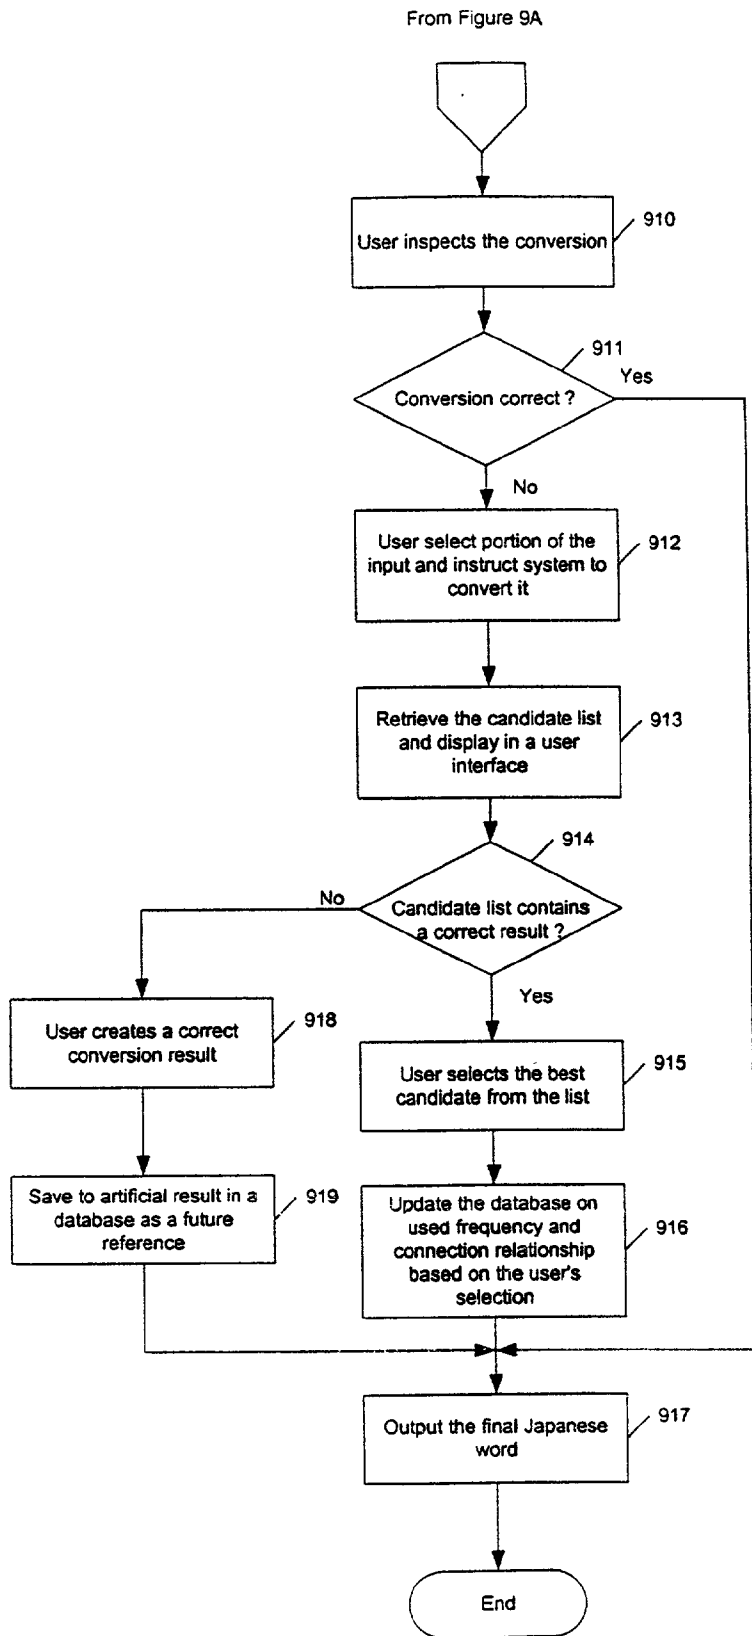 From Figure 9A
User inspects the conversion
910
911
Yes
Conversion correct ?
No
User select portion of the
input and instruct system to
convert it
912
Retrieve the candidate list
and display in a user
interface
913
914
No
Candidate list contains
a correct result ?
Yes
User creates a correct
conversion result
918
User selects the best
candidate from the list
915
Save to artificial result in a
database as a future
reference
919
Update the database on
used frequency and
connection relationship
based on the user's
selection
916
Output the final Japanese
word
917
End